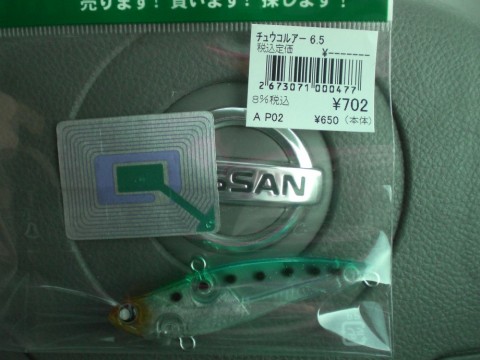 売ります! 買います! 探します!
ﾁｭｳｺﾙｱｰ 6.5
税込定価 ¥-------
2 673071 000477
8%税込 ¥702
A P02 ¥650 (本体)
SSAN